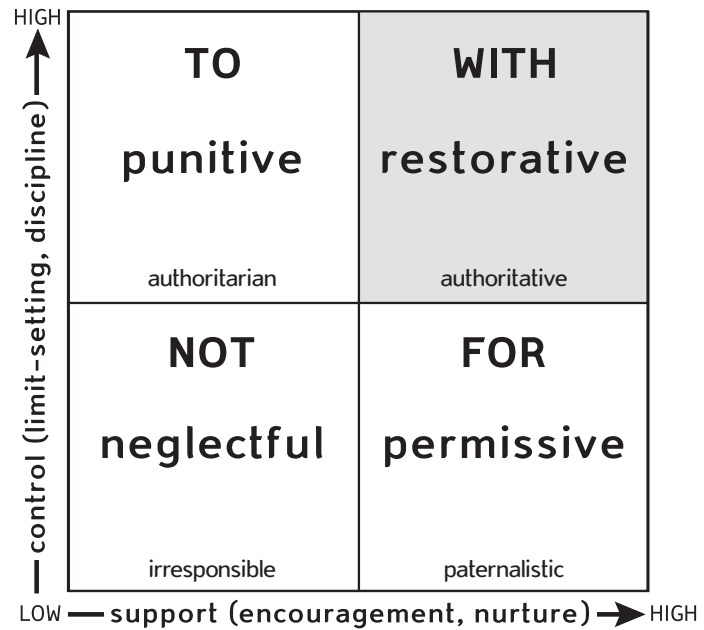 HIGH
TO
WITH
punitive
restorative
authoritarian
authoritative
control (limit-setting, discipline)
NOT
FOR
neglectful
permissive
irresponsible
paternalistic
LOW
support (encouragement, nurture)
HIGH